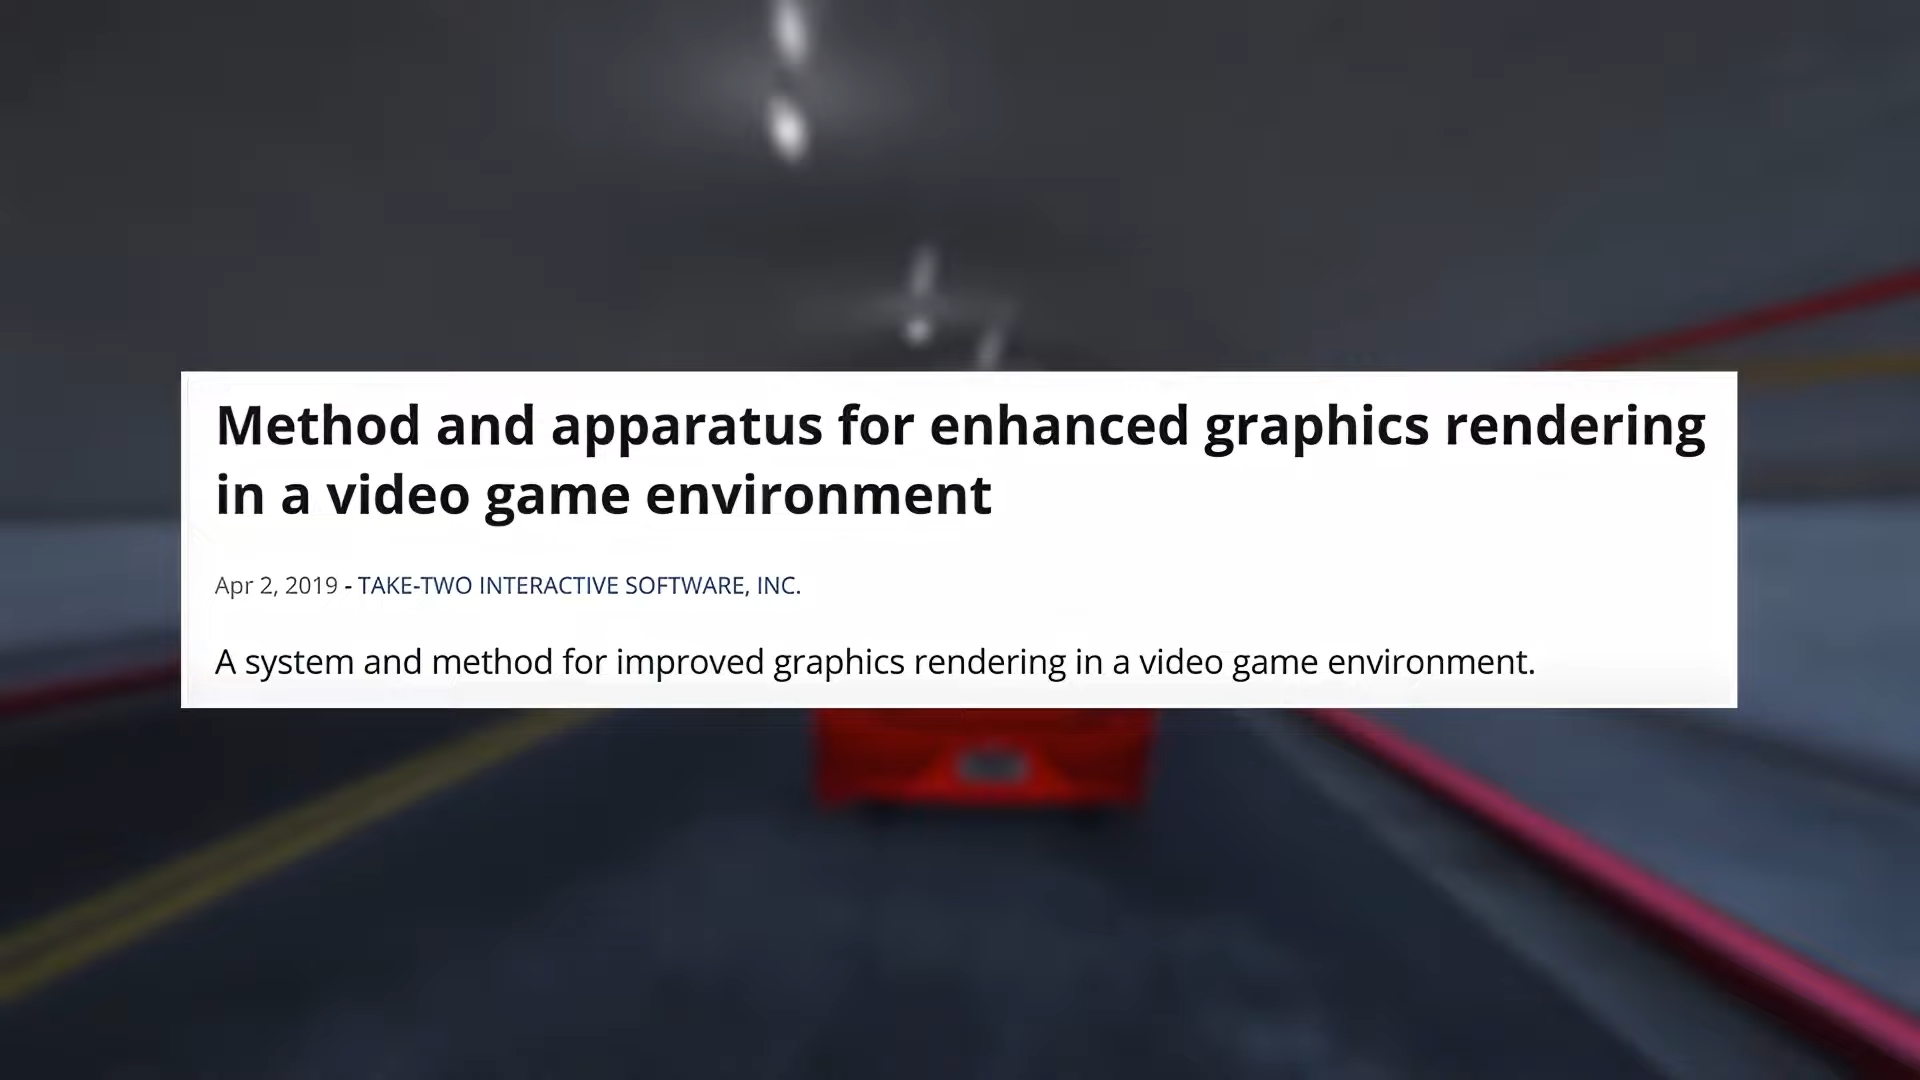 Method and apparatus for enhanced graphics rendering
in a video game environment
Apr 2, 2019 - TAKE-TWO INTERACTIVE SOFTWARE, INC.
A system and method for improved graphics rendering in a video game environment.